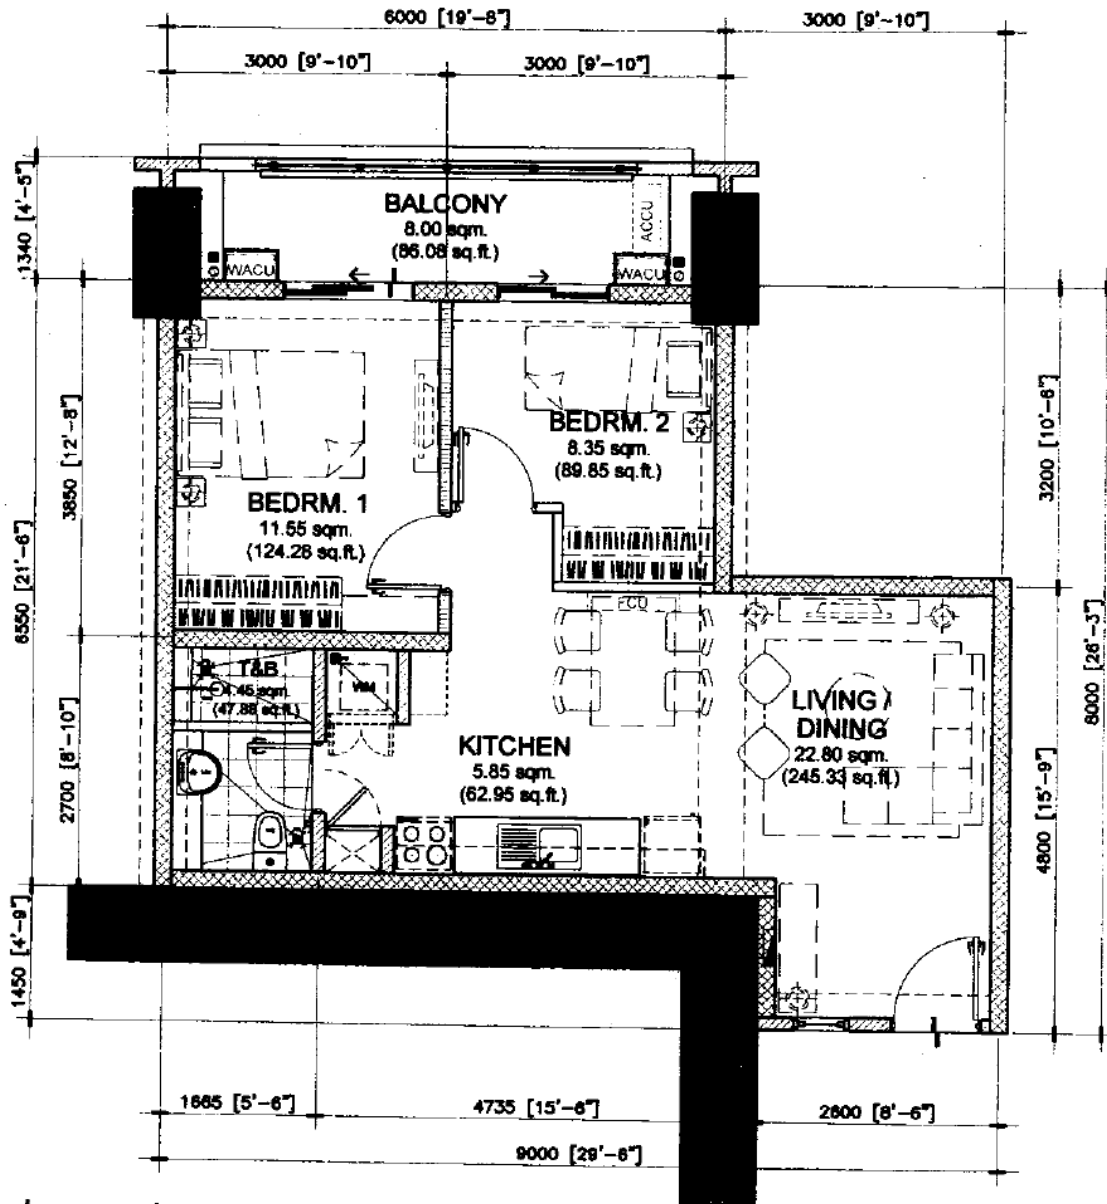 6000 [19'-8"]
3000 [9'-10"]
3000 [9'-10"]
3000 [9'-10"]
1340 [4'-5"]
BALCONY
8.00 sqm.
(86.08 sq.ft.)
ACCU
WACU
WACU
3850 [12'-8"]
6550 [21'-6"]
BEDRM. 2
8.35 sqm.
(89.85 sq.ft.)
BEDRM. 1
11.55 sqm.
(124.28 sq.ft.)
3200 [10'-6"]
8000 [26'-3"]
FCU
T&B
4.45 sqm.
(47.88 sq.ft.)
WM
LIVING /
DINING
22.80 sqm.
(245.33 sq.ft.)
KITCHEN
5.85 sqm.
(62.95 sq.ft.)
2700 [8'-10"]
4800 [15'-9"]
1450 [4'-9"]
1665 [5'-6"]
4735 [15'-6"]
2600 [8'-6"]
9000 [29'-6"]